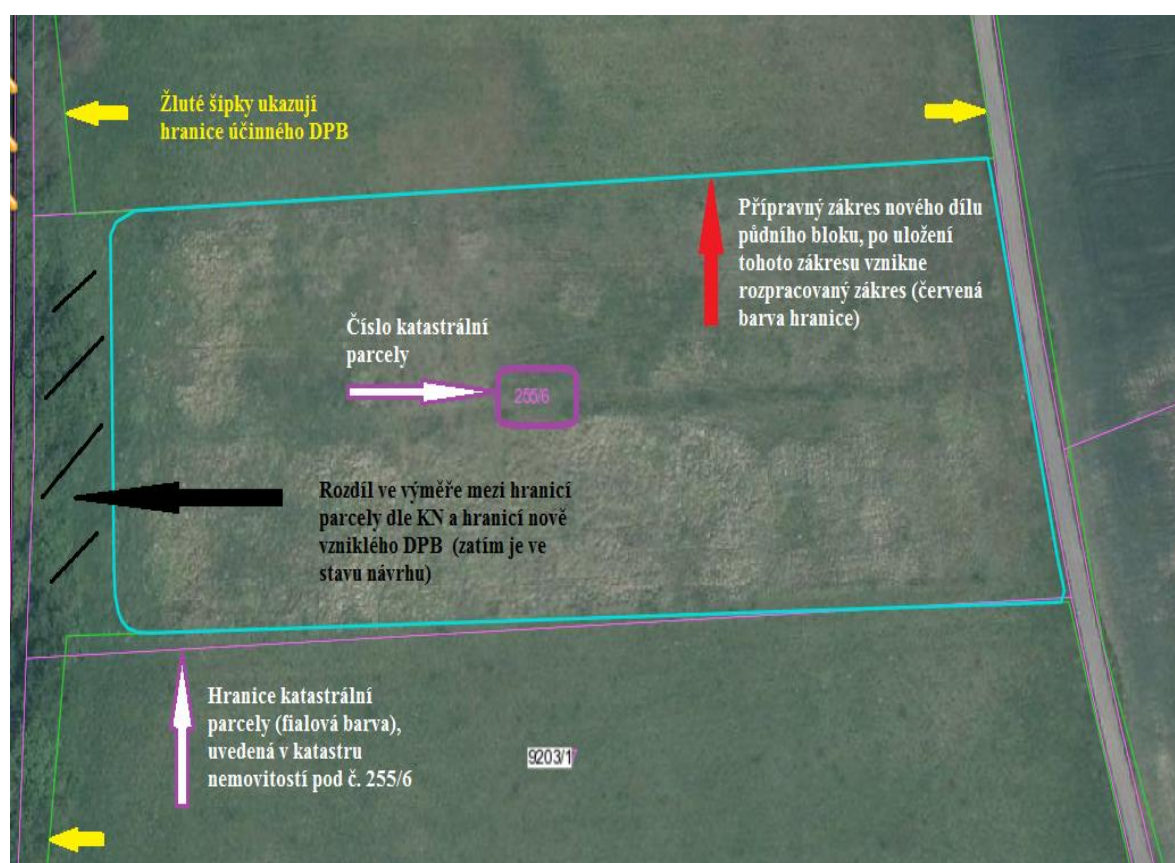 Žluté šipky ukazují
hranice účinného DPB
Přípravný zákres nového dílu
půdního bloku, po uložení
tohoto zákresu vznikne
rozpracovaný zákres (červená
barva hranice)
Číslo katastrální
parcely
255/6
Rozdíl ve výměře mezi hranicí
parcely dle KN a hranicí nově
vzniklého DPB (zatím je ve
stavu návrhu)
Hranice katastrální
parcely (fialová barva),
uvedená v katastru
nemovitostí pod č. 255/6
9203/17